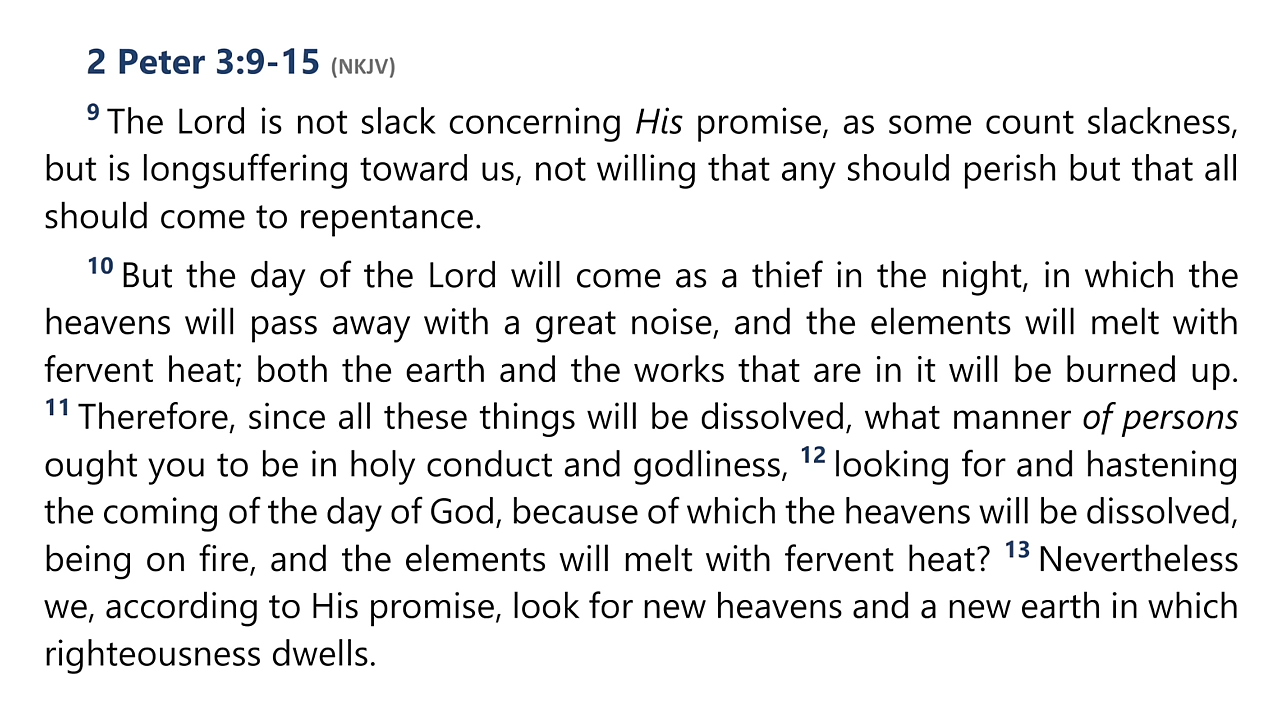 2 Peter 3:9-15 (NKJV)
9 The Lord is not slack concerning His promise, as some count slackness,
but is longsuffering toward us, not willing that any should perish but that all
should come to repentance.
10 But the day of the Lord will come as a thief in the night, in which the
heavens will pass away with a great noise, and the elements will melt with
fervent heat; both the earth and the works that are in it will be burned up.
11 Therefore, since all these things will be dissolved, what manner of persons
ought you to be in holy conduct and godliness, 12 looking for and hastening
the coming of the day of God, because of which the heavens will be dissolved,
being on fire, and the elements will melt with fervent heat? 13 Nevertheless
we, according to His promise, look for new heavens and a new earth in which
righteousness dwells.